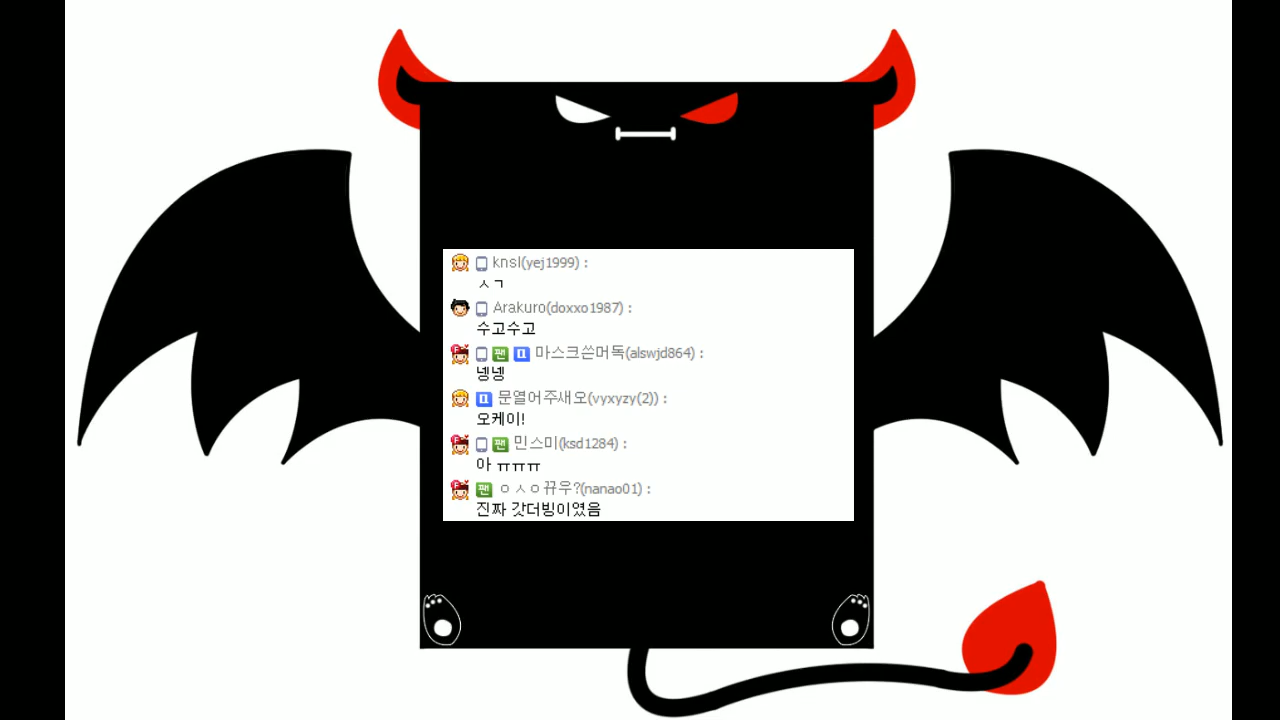 knsl(yej1999) :
ㅅㄱ
Arakuro(doxxo1987) :
수고수고
팬 마스크쓴머독(alswjd864) :
넹넹
문열어주새오(vyxyzy(2)) :
오케이!
팬 민스미(ksd1284) :
아 ㅠㅠㅠ
팬 ㅇㅅㅇ뀨우?(nanao01) :
진짜 갓더빙이였음